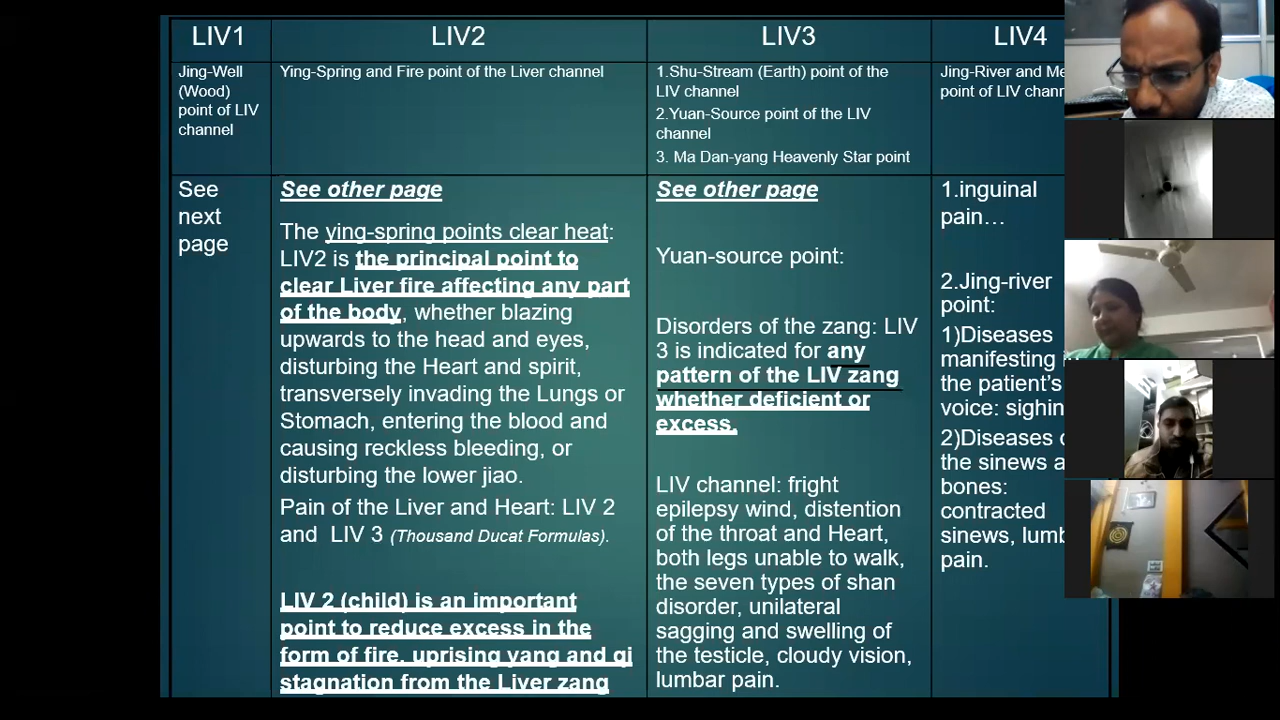 LIV1
LIV2
LIV3
LIV4
Jing-Well
(Wood)
point of LIV
channel
Ying-Spring and Fire point of the Liver channel
1.Shu-Stream (Earth) point of the
LIV channel
2.Yuan-Source point of the LIV
channel
3. Ma Dan-yang Heavenly Star point
Jing-River and Me
point of LIV chann
See
next
page
See other page
The ying-spring points clear heat:
LIV2 is the principal point to
clear Liver fire affecting any part
of the body, whether blazing
upwards to the head and eyes,
disturbing the Heart and spirit,
transversely invading the Lungs or
Stomach, entering the blood and
causing reckless bleeding, or
disturbing the lower jiao.
Pain of the Liver and Heart: LIV 2
and LIV 3 (Thousand Ducat Formulas).
LIV 2 (child) is an important
point to reduce excess in the
form of fire, uprising yang and qi
stagnation from the Liver zang
See other page
Yuan-source point:
Disorders of the zang: LIV
3 is indicated for any
pattern of the LIV zang
whether deficient or
excess.
LIV channel: fright
epilepsy wind, distention
of the throat and Heart,
both legs unable to walk,
the seven types of shan
disorder, unilateral
sagging and swelling of
the testicle, cloudy vision,
lumbar pain.
1.inguinal
pain…
2.Jing-river
point:
1)Diseases
manifesting
the patient's
voice: sighin
2)Diseases
the sinews a
bones:
contracted
sinews, lumb
pain.